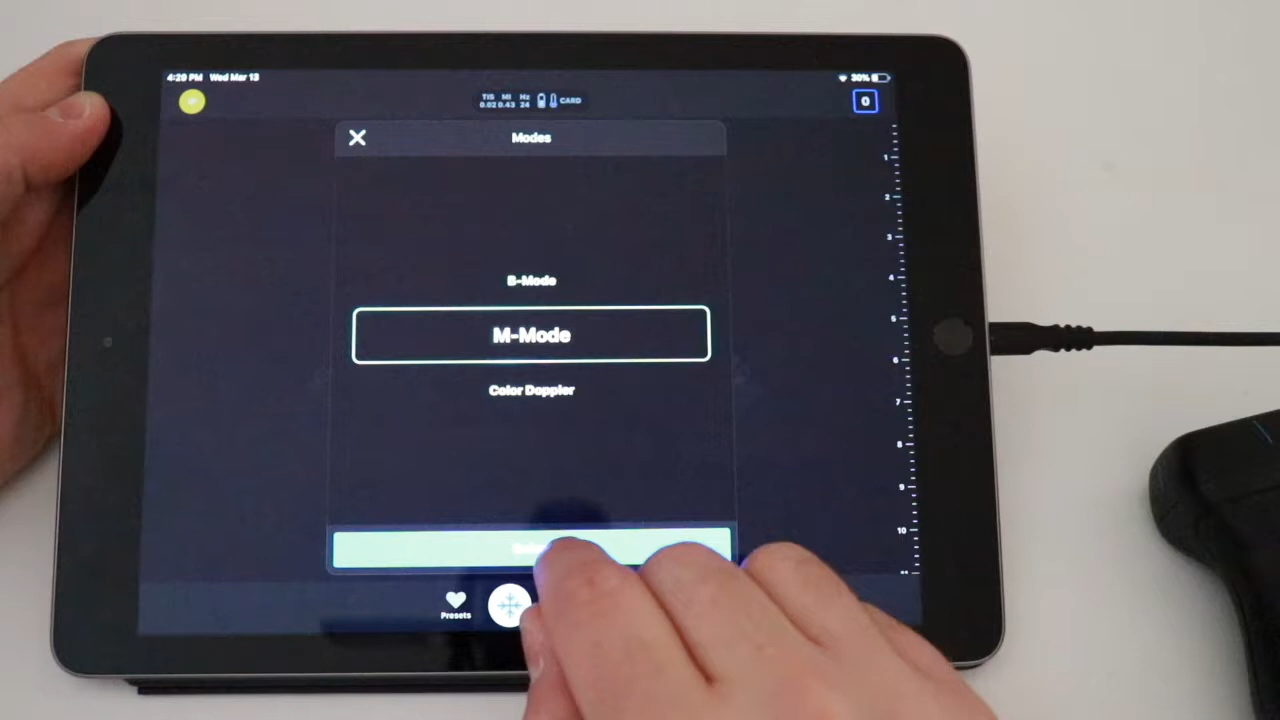 4:29 PM Wed Mar 13
30%
TIS MI Hz
0.02 0.43 24
CARD
0
Modes
B-Mode
M-Mode
Color Doppler
Presets
1
2
3
4
5
6
7
8
9
10